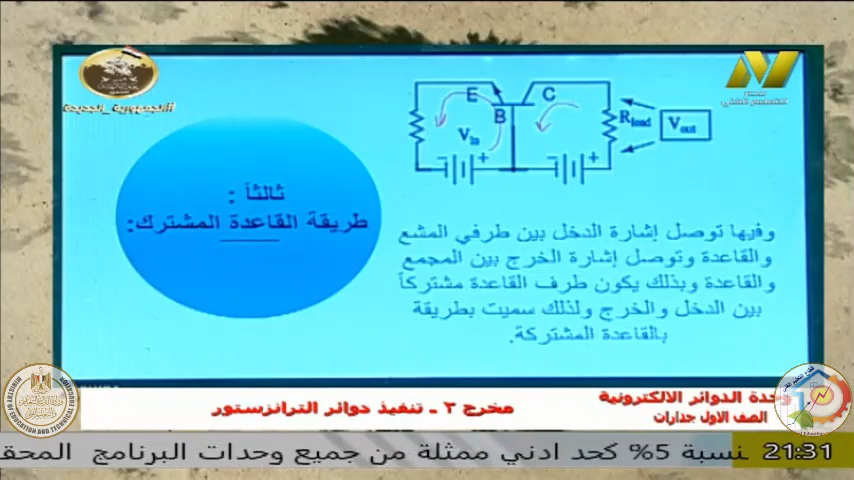 #الجمهورية_الجديدة
E
C
B
Vin
- +
- +
Rload
Vout
ثالثاً :
طريقة القاعدة المشترك:
وفيها توصل إشارة الدخل بين طرفي المشع
والقاعدة وتوصل إشارة الخرج بين المجمع
والقاعدة وبذلك يكون طرف القاعدة مشتركاً
بين الدخل والخرج ولذلك سميت بطريقة
بالقاعدة المشتركة.
وحدة الدوائر الالكترونية
الصف الاول جدارات
مخرج ٣ ـ تنفيذ دوائر الترانزستور
بنسبة 5% كحد ادني ممثلة من جميع وحدات البرنامج المحق
21:31